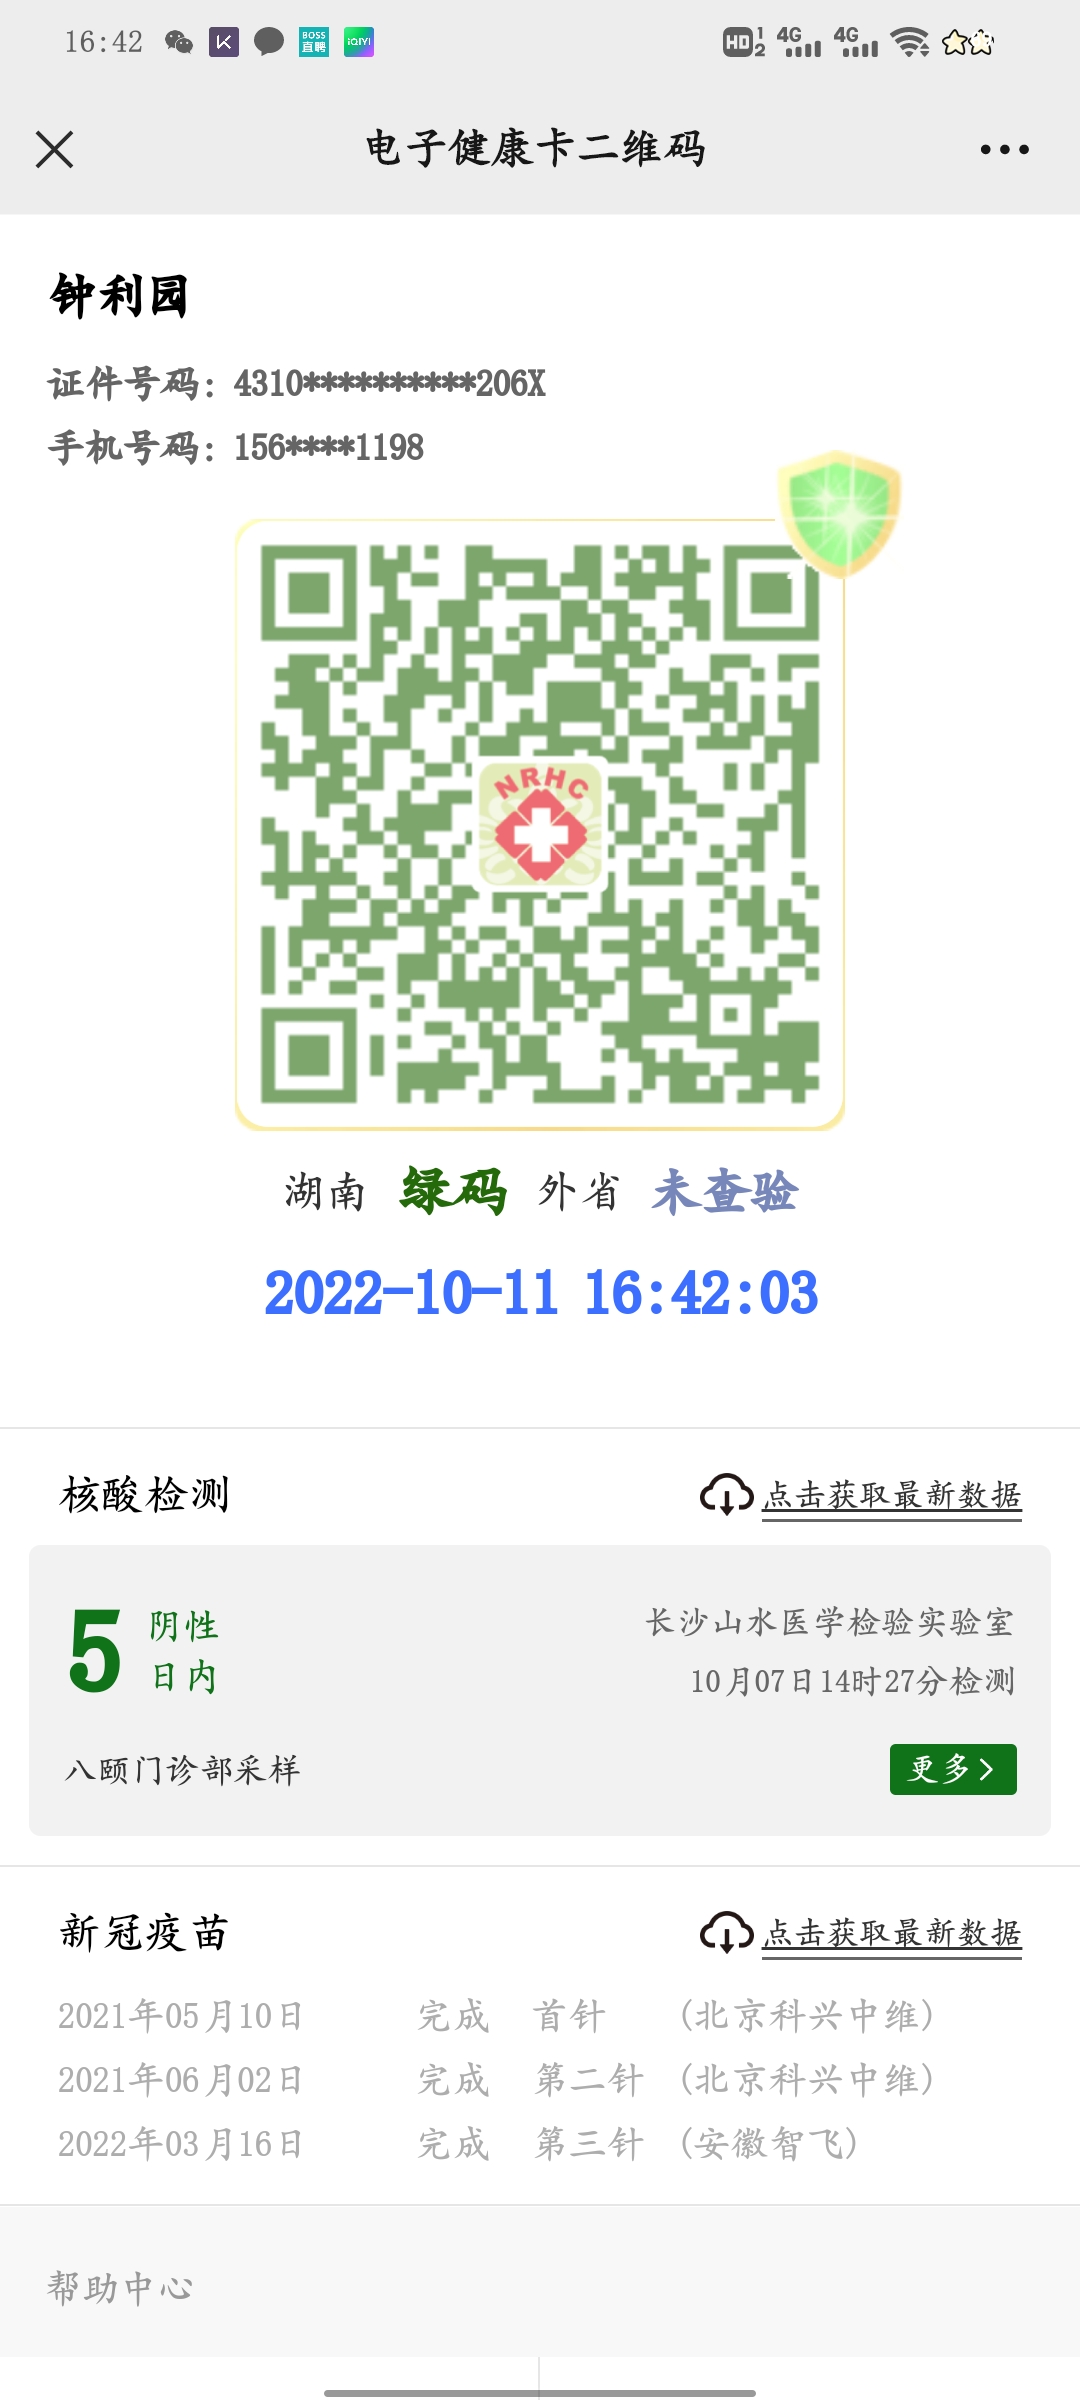 16:42 BOSS 直聘 iQIYI HD 1 2 4G 4G
电子健康卡二维码
钟利园
证件号码: 4310**********206X
手机号码: 156****1198
NRHC
湖南 绿码 外省 未查验
2022-10-11 16:42:03
核酸检测 点击获取最新数据
5 阴性 日内
长沙山水医学检验实验室
10月07日14时27分检测
八颐门诊部采样 更多>
新冠疫苗 点击获取最新数据
2021年05月10日 完成 首针 (北京科兴中维)
2021年06月02日 完成 第二针 (北京科兴中维)
2022年03月16日 完成 第三针 (安徽智飞)
帮助中心